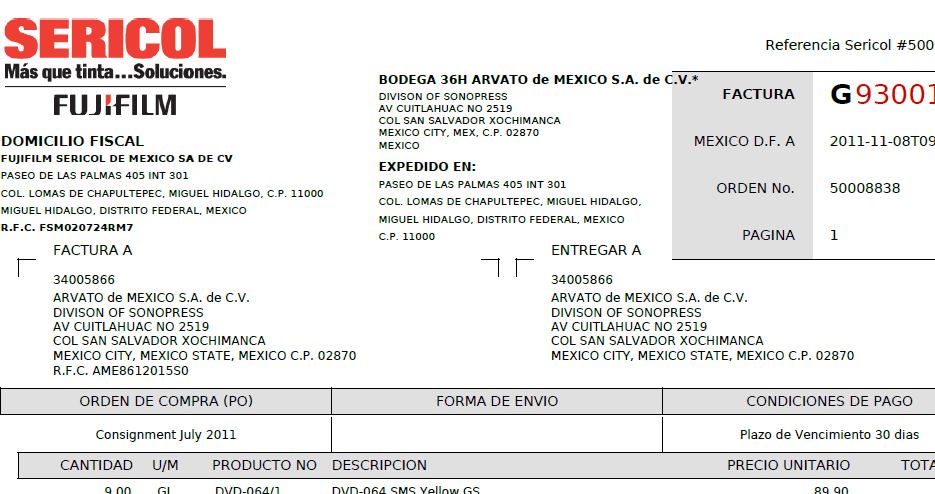 SERICOL
Más que tinta...Soluciones.
FUJIFILM
DOMICILIO FISCAL
FUJIFILM SERICOL DE MEXICO SA DE CV
PASEO DE LAS PALMAS 405 INT 301
COL. LOMAS DE CHAPULTEPEC, MIGUEL HIDALGO, C.P. 11000
MIGUEL HIDALGO, DISTRITO FEDERAL, MEXICO
R.F.C. FSM020724RM7
BODEGA 36H ARVATO de MEXICO S.A. de C.V.*
DIVISON OF SONOPRESS
AV CUITLAHUAC NO 2519
COL SAN SALVADOR XOCHIMANCA
MEXICO CITY, MEX, C.P. 02870
MEXICO
EXPEDIDO EN:
PASEO DE LAS PALMAS 405 INT 301
COL. LOMAS DE CHAPULTEPEC, MIGUEL HIDALGO,
MIGUEL HIDALGO, DISTRITO FEDERAL, MEXICO
C.P. 11000
Referencia Sericol #500
FACTURA G93001
MEXICO D.F. A 2011-11-08T09
ORDEN No. 50008838
PAGINA 1
FACTURA A
34005866
ARVATO de MEXICO S.A. de C.V.
DIVISON OF SONOPRESS
AV CUITLAHUAC NO 2519
COL SAN SALVADOR XOCHIMANCA
MEXICO CITY, MEXICO STATE, MEXICO C.P. 02870
R.F.C. AME8612015S0
ENTREGAR A
34005866
ARVATO de MEXICO S.A. de C.V.
DIVISON OF SONOPRESS
AV CUITLAHUAC NO 2519
COL SAN SALVADOR XOCHIMANCA
MEXICO CITY, MEXICO STATE, MEXICO C.P. 02870
ORDEN DE COMPRA (PO) FORMA DE ENVIO CONDICIONES DE PAGO
Consignment July 2011 Plazo de Vencimiento 30 dias
CANTIDAD U/M PRODUCTO NO DESCRIPCION PRECIO UNITARIO TOTA
9.00 GL DVD-064/1 DVD-064 SMS Yellow GS 89.90